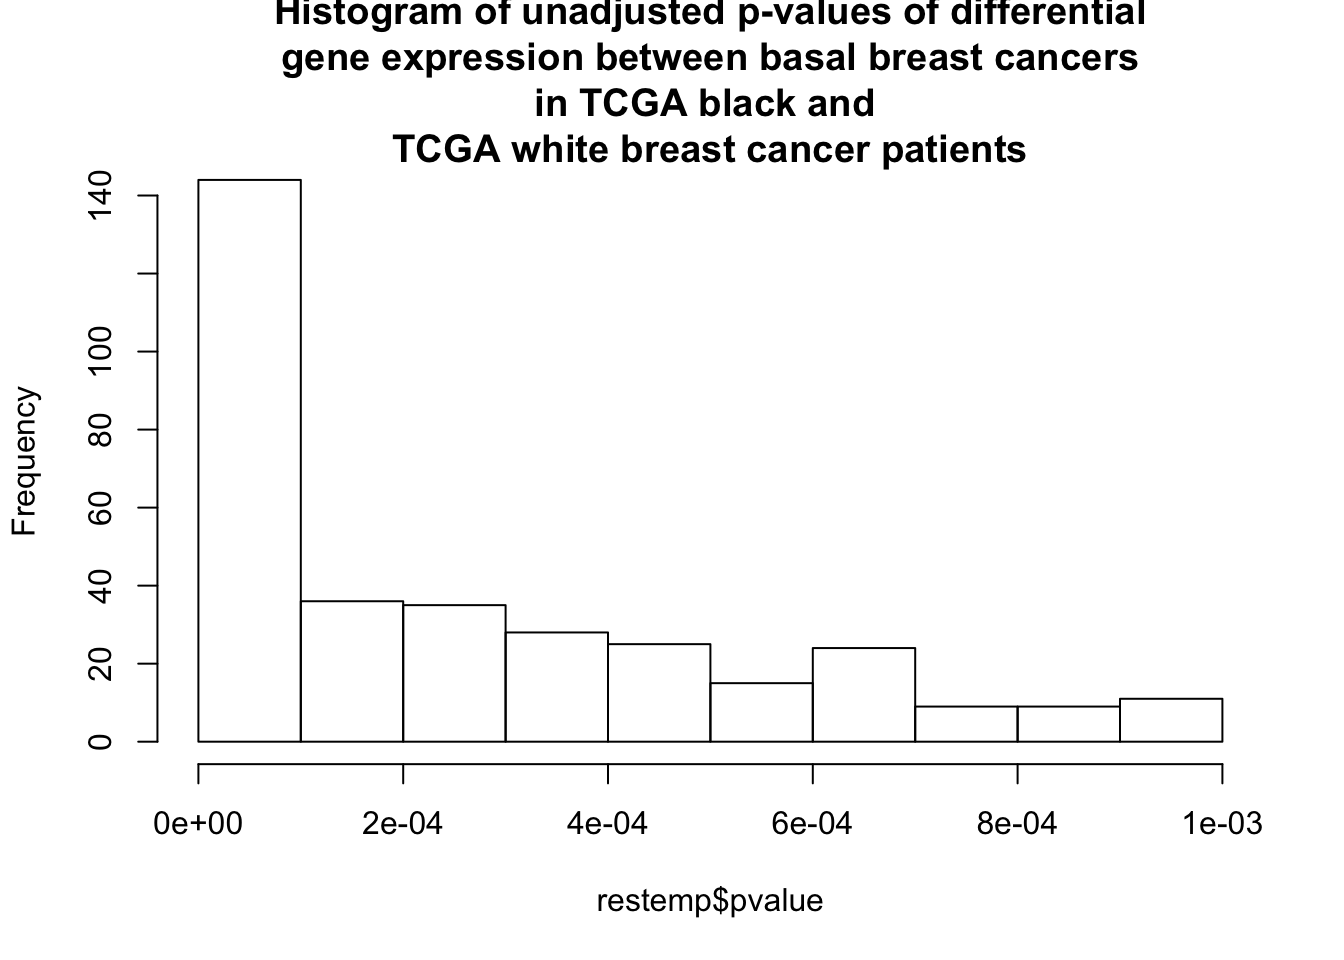 Histogram of unadjusted p-values of differential
gene expression between basal breast cancers
in TCGA black and
TCGA white breast cancer patients
140
100
80
60
40
20
0
Frequency
0e+00 2e-04 4e-04 6e-04 8e-04 1e-03
restemp$pvalue